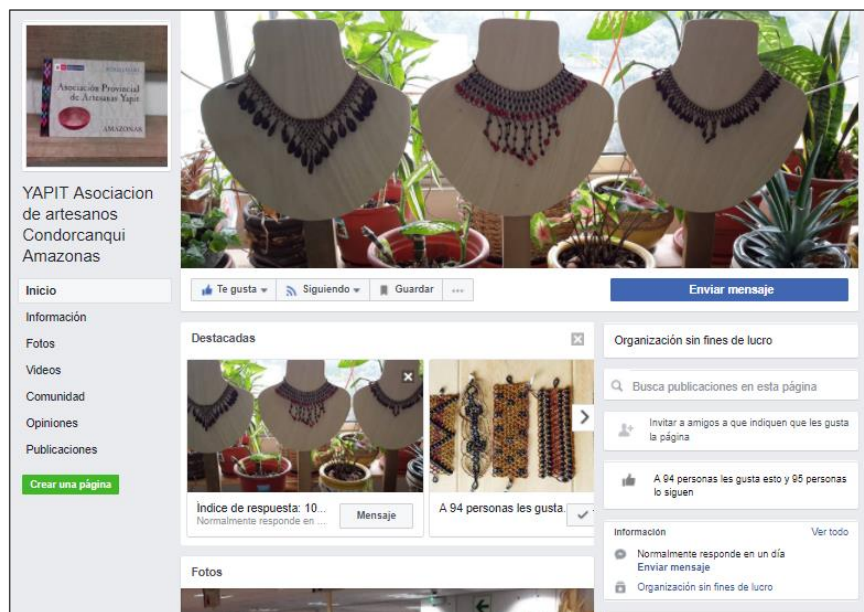 Asociación Provincial
de Artesanas Yapit
AMAZONAS
YAPIT Asociacion
de artesanos
Condorcanqui
Amazonas
Inicio
Información
Fotos
Videos
Comunidad
Opiniones
Publicaciones
Crear una página
Te gusta
Siguiendo
Guardar
...
Enviar mensaje
Destacadas
Índice de respuesta: 10...
Normalmente responde en ...
Mensaje
A 94 personas les gusta.
Fotos
Organización sin fines de lucro
Busca publicaciones en esta página
Invitar a amigos a que indiquen que les gusta
la página
A 94 personas les gusta esto y 95 personas
lo siguen
Información
Ver todo
Normalmente responde en un día
Enviar mensaje
Organización sin fines de lucro